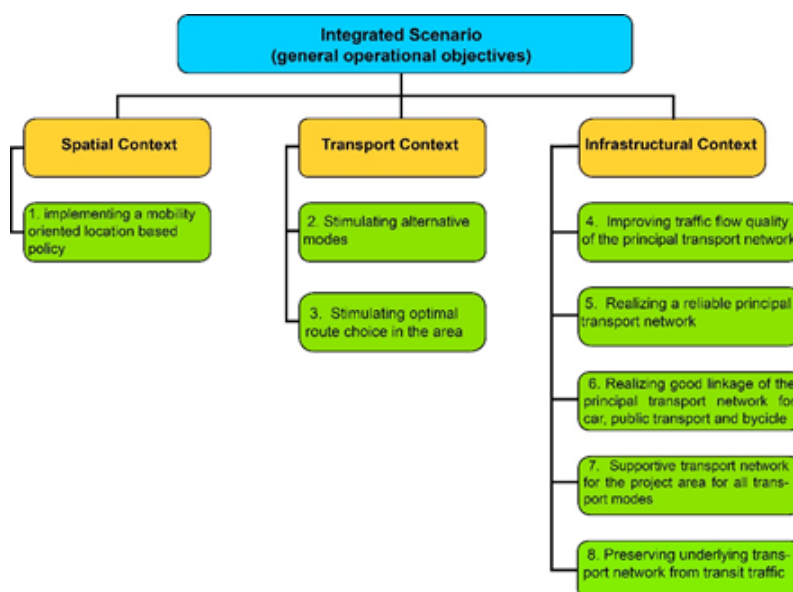 Integrated Scenario
(general operational objectives)
Spatial Context
Transport Context
Infrastructural Context
1. implementing a mobility
oriented location based
policy
2. Stimulating alternative
modes
3. Stimulating optimal
route choice in the area
4. Improving traffic flow quality
of the principal transport network
5. Realizing a reliable principal
transport network
6. Realizing good linkage of the
principal transport network for
car, public transport and bycicle
7. Supportive transport network
for the project area for all trans-
port modes
8. Preserving underlying trans-
port network from transit traffic